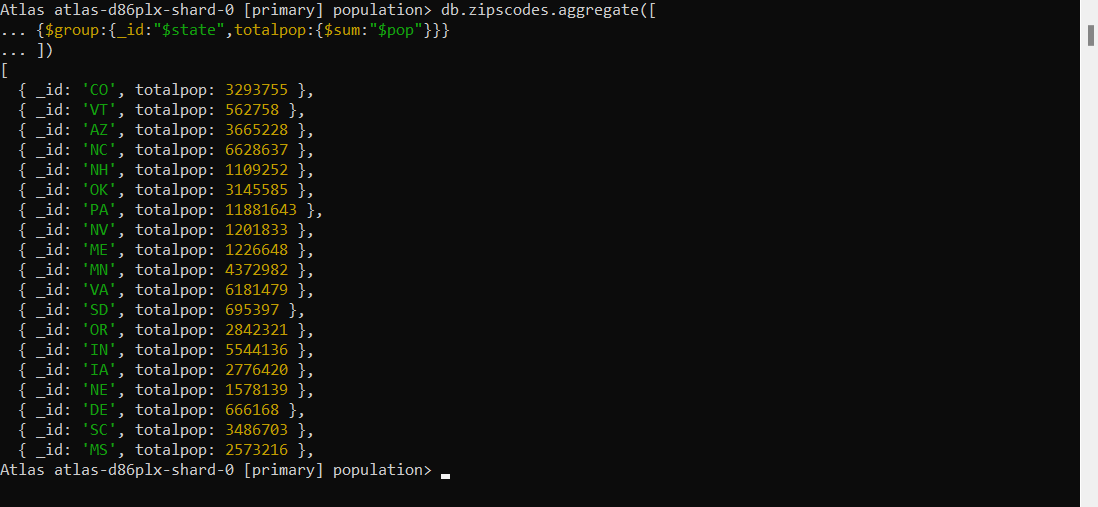 Atlas atlas-d86plx-shard-0 [primary] population> db.zipscodes.aggregate([
... {$group:{_id:"$state",totalpop:{$sum:"$pop"}}}
... ])
[
  { _id: 'CO', totalpop: 3293755 },
  { _id: 'VT', totalpop: 562758 },
  { _id: 'AZ', totalpop: 3665228 },
  { _id: 'NC', totalpop: 6628637 },
  { _id: 'NH', totalpop: 1109252 },
  { _id: 'OK', totalpop: 3145585 },
  { _id: 'PA', totalpop: 11881643 },
  { _id: 'NV', totalpop: 1201833 },
  { _id: 'ME', totalpop: 1226648 },
  { _id: 'MN', totalpop: 4372982 },
  { _id: 'VA', totalpop: 6181479 },
  { _id: 'SD', totalpop: 695397 },
  { _id: 'OR', totalpop: 2842321 },
  { _id: 'IN', totalpop: 5544136 },
  { _id: 'IA', totalpop: 2776420 },
  { _id: 'NE', totalpop: 1578139 },
  { _id: 'DE', totalpop: 666168 },
  { _id: 'SC', totalpop: 3486703 },
  { _id: 'MS', totalpop: 2573216 },
Atlas atlas-d86plx-shard-0 [primary] population>